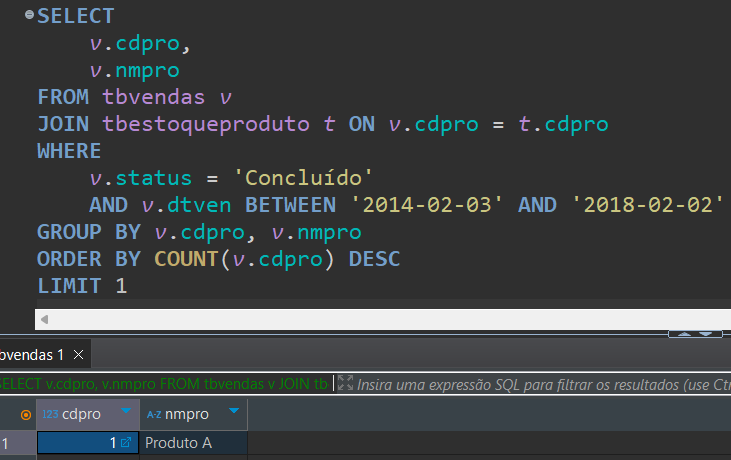 SELECT
v.cdpro,
v.nmpro
FROM tbvendas v
JOIN tbestoqueproduto t ON v.cdpro = t.cdpro
WHERE
v.status = 'Concluído'
AND v.dtven BETWEEN '2014-02-03' AND '2018-02-02'
GROUP BY v.cdpro, v.nmpro
ORDER BY COUNT(v.cdpro) DESC
LIMIT 1
bvendas 1
SELECT v.cdpro, v.nmpro FROM tbvendas v JOIN tb Insira uma expressão SQL para filtrar os resultados (use Ctr
123 cdpro A-Z nmpro
1 1 Produto A